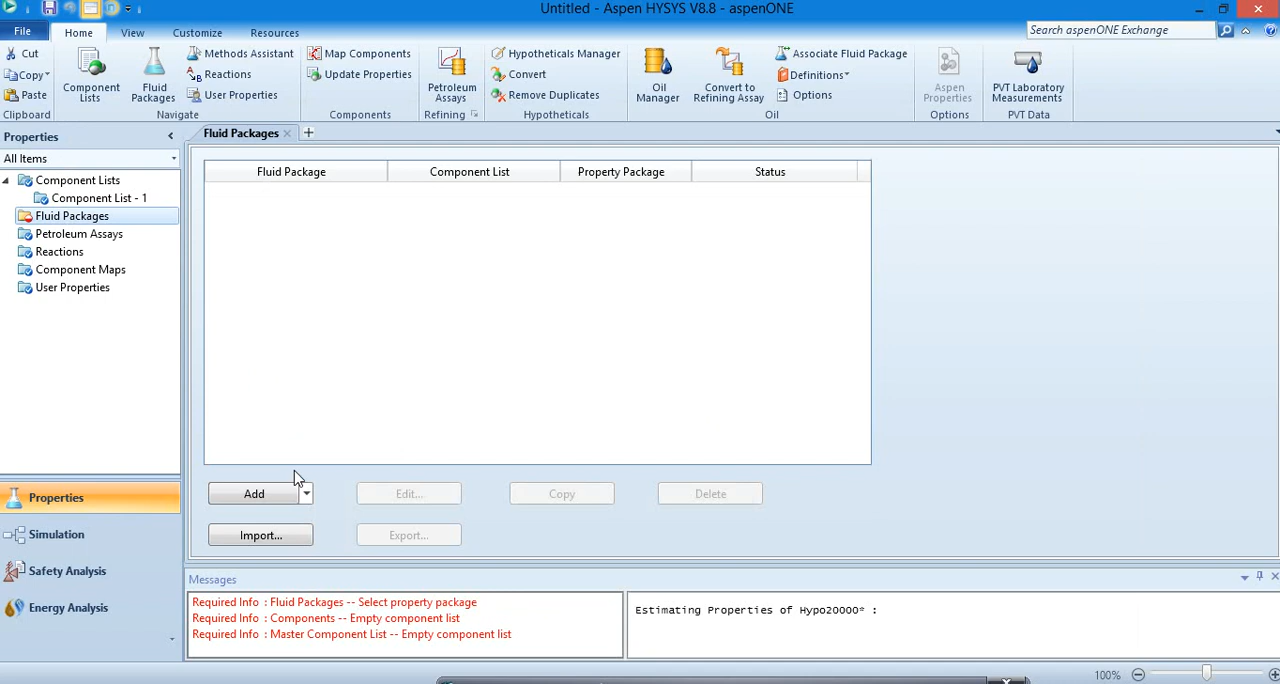 Untitled - Aspen HYSYS V8.8 - aspenONE
File Home View Customize Resources
Search aspenONE Exchange
Cut
Copy
Paste
Clipboard
Component Lists
Fluid Packages
Methods Assistant
Reactions
User Properties
Navigate
Map Components
Update Properties
Components
Petroleum Assays
Refining
Hypotheticals Manager
Convert
Remove Duplicates
Hypotheticals
Oil Manager
Convert to Refining Assay
Associate Fluid Package
Definitions
Options
Oil
Aspen Properties
Options
PVT Laboratory Measurements
PVT Data
Properties
All Items
Component Lists
Component List - 1
Fluid Packages
Petroleum Assays
Reactions
Component Maps
User Properties
Properties
Simulation
Safety Analysis
Energy Analysis
Fluid Packages
Fluid Package Component List Property Package Status
Add Edit... Copy Delete
Import... Export...
Messages
Required Info : Fluid Packages -- Select property package
Required Info : Components -- Empty component list
Required Info : Master Component List -- Empty component list
Estimating Properties of Hypo20000* :
100%